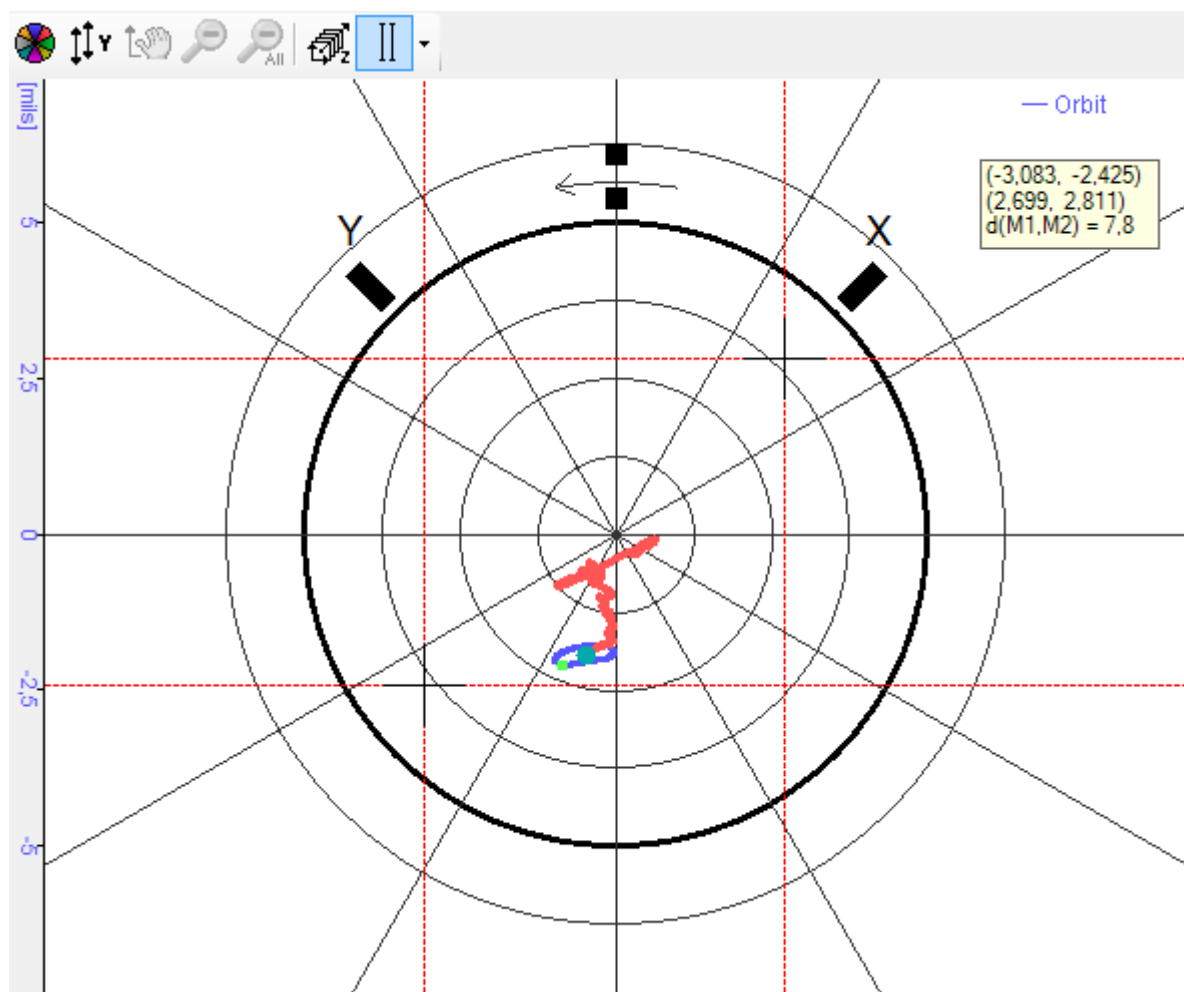 Y
All
z
[mils]
Orbit
(-3,083, -2,425)
(2,699, 2,811)
d(M1,M2) = 7,8
Y
X
5
2,5
0
-2,5
-5